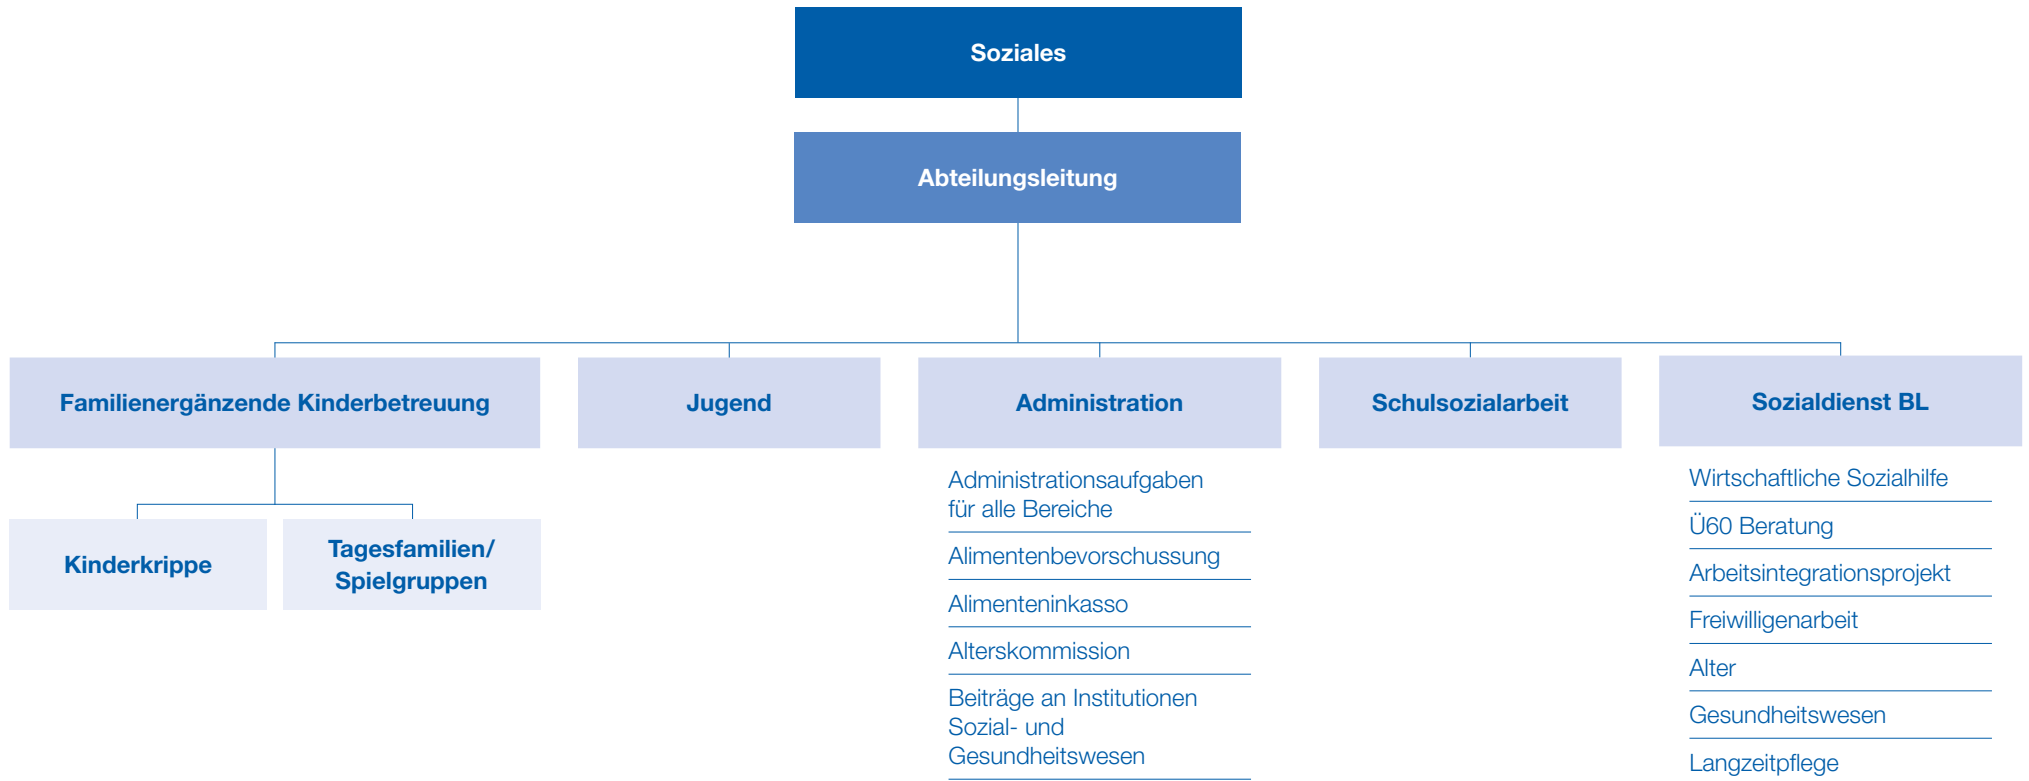 Soziales
Abteilungsleitung
Familienergänzende Kinderbetreuung
Jugend
Administration
Schulsozialarbeit
Sozialdienst BL
Kinderkrippe
Tagesfamilien/
Spielgruppen
Administrationsaufgaben
für alle Bereiche
Alimentenbevorschussung
Alimenteninkasso
Alterskommission
Beiträge an Institutionen
Sozial- und
Gesundheitswesen
Wirtschaftliche Sozialhilfe
Ü60 Beratung
Arbeitsintegrationsprojekt
Freiwilligenarbeit
Alter
Gesundheitswesen
Langzeitpflege